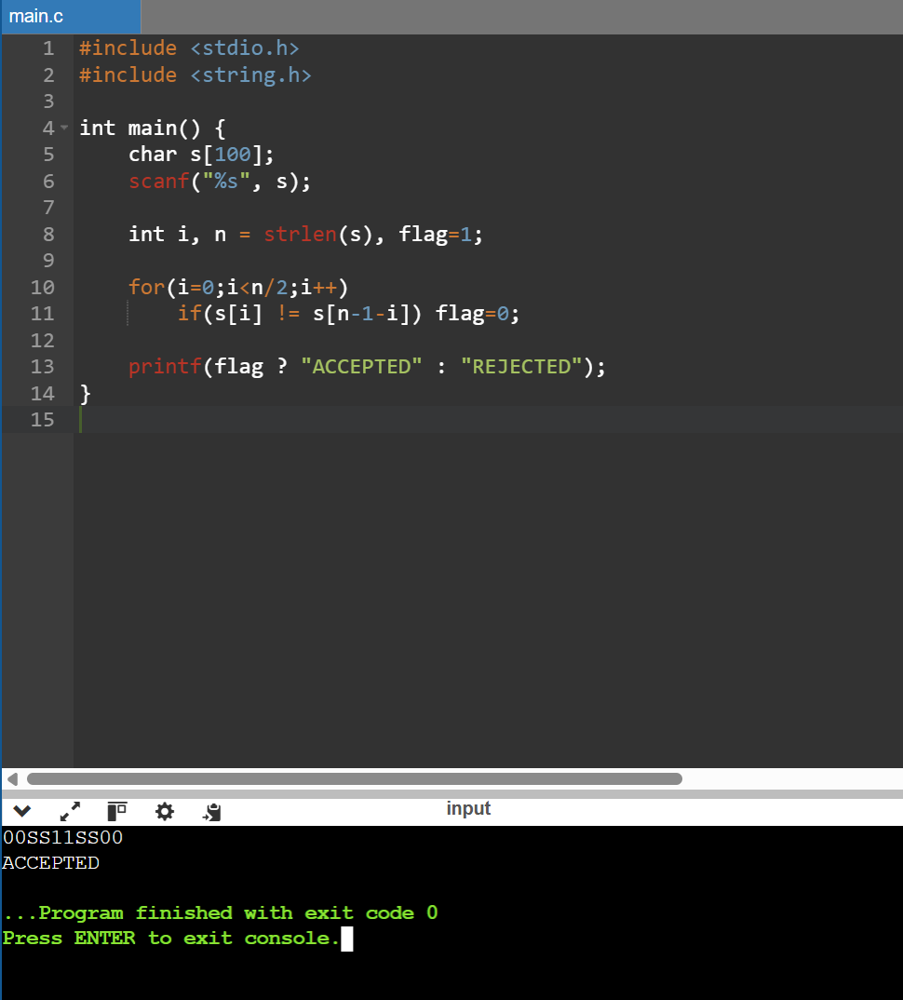 main.c
1 #include <stdio.h>
2 #include <string.h>
3
4 int main() {
5     char s[100];
6     scanf("%s", s);
7
8     int i, n = strlen(s), flag=1;
9
10     for(i=0;i<n/2;i++)
11         if(s[i] != s[n-1-i]) flag=0;
12
13     printf(flag ? "ACCEPTED" : "REJECTED");
14 }
15
input
00SS11SS00
ACCEPTED
...Program finished with exit code 0
Press ENTER to exit console.